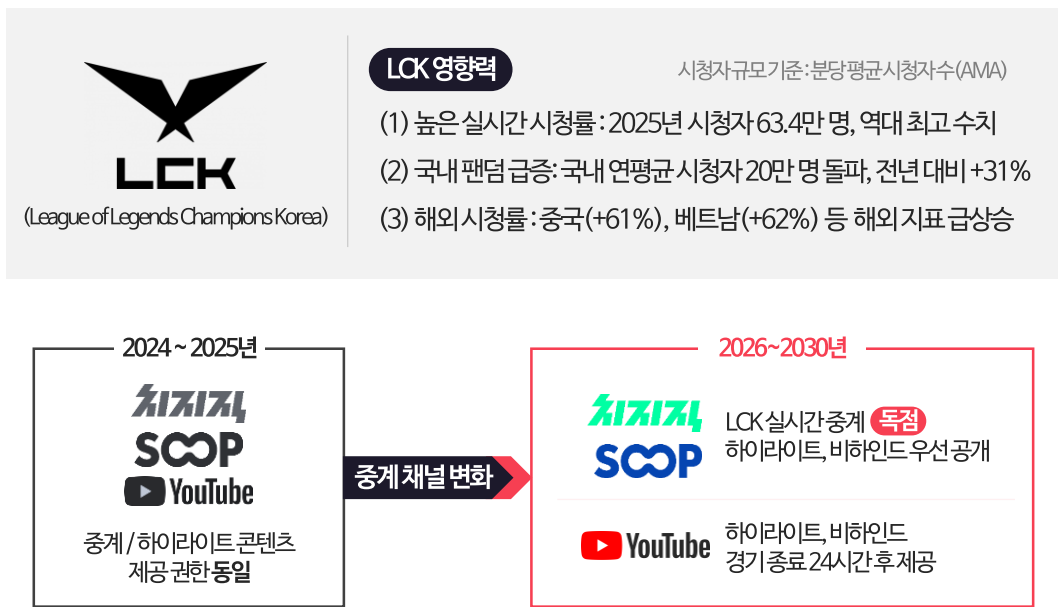 LCK
(League of Legends Champions Korea)
LCK 영향력
시청자 규모 기준 : 분당 평균 시청자 수 (AMA)
(1) 높은 실시간 시청률 : 2025년 시청자 63.4만 명, 역대 최고 수치
(2) 국내 팬덤 급증: 국내 연평균 시청자 20만 명 돌파, 전년 대비 +31%
(3) 해외 시청률 : 중국(+61%), 베트남(+62%) 등 해외 지표 급상승
2024 ~ 2025년
치지직
SOOP
YouTube
중계 / 하이라이트 콘텐츠
제공 권한 동일
중계 채널 변화
2026~2030년
치지직
SOOP
LCK 실시간 중계 독점
하이라이트, 비하인드 우선 공개
YouTube
하이라이트, 비하인드
경기 종료 24시간 후 제공